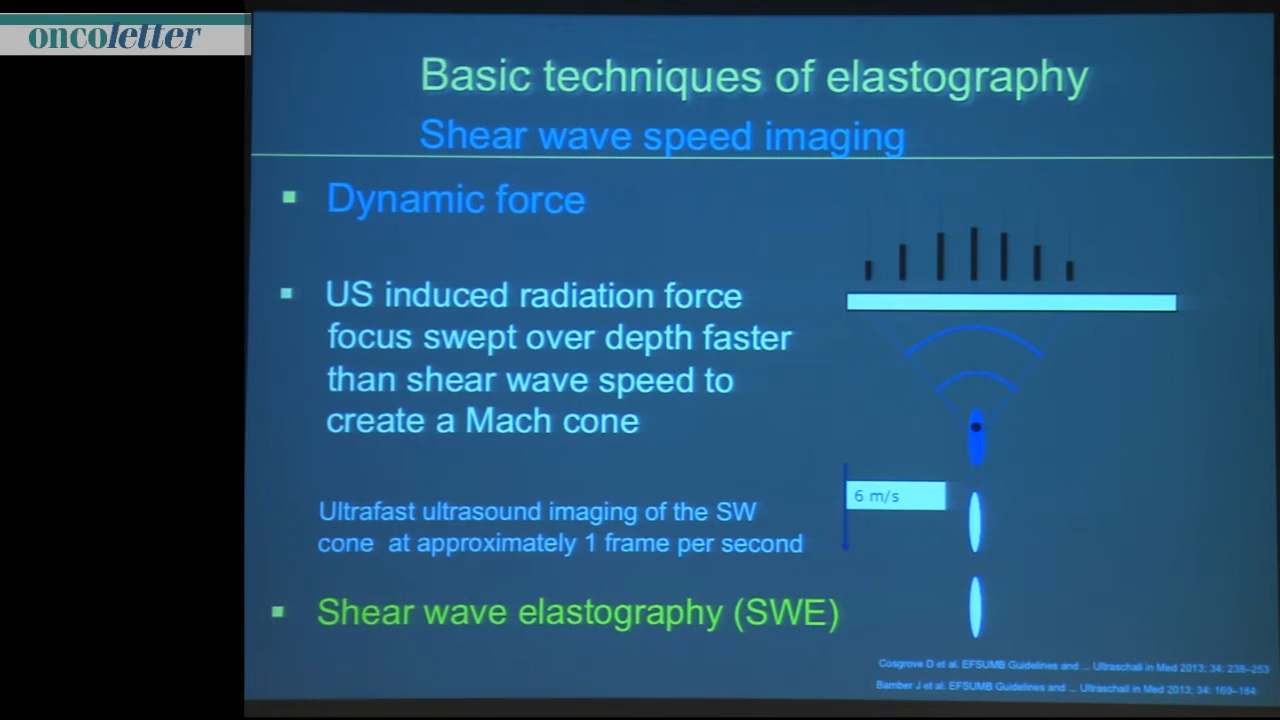 oncoletter
Basic techniques of elastography
Shear wave speed imaging
Dynamic force
US induced radiation force
focus swept over depth faster
than shear wave speed to
create a Mach cone
6 m/s
Ultrafast ultrasound imaging of the SW
cone at approximately 1 frame per second
Shear wave elastography (SWE)
Cosgrove D et al. EFSUMB Guidelines and ... Ultraschall in Med 2013; 34: 238–253
Bamber J et al. EFSUMB Guidelines and ... Ultraschall in Med 2013; 34: 169–184